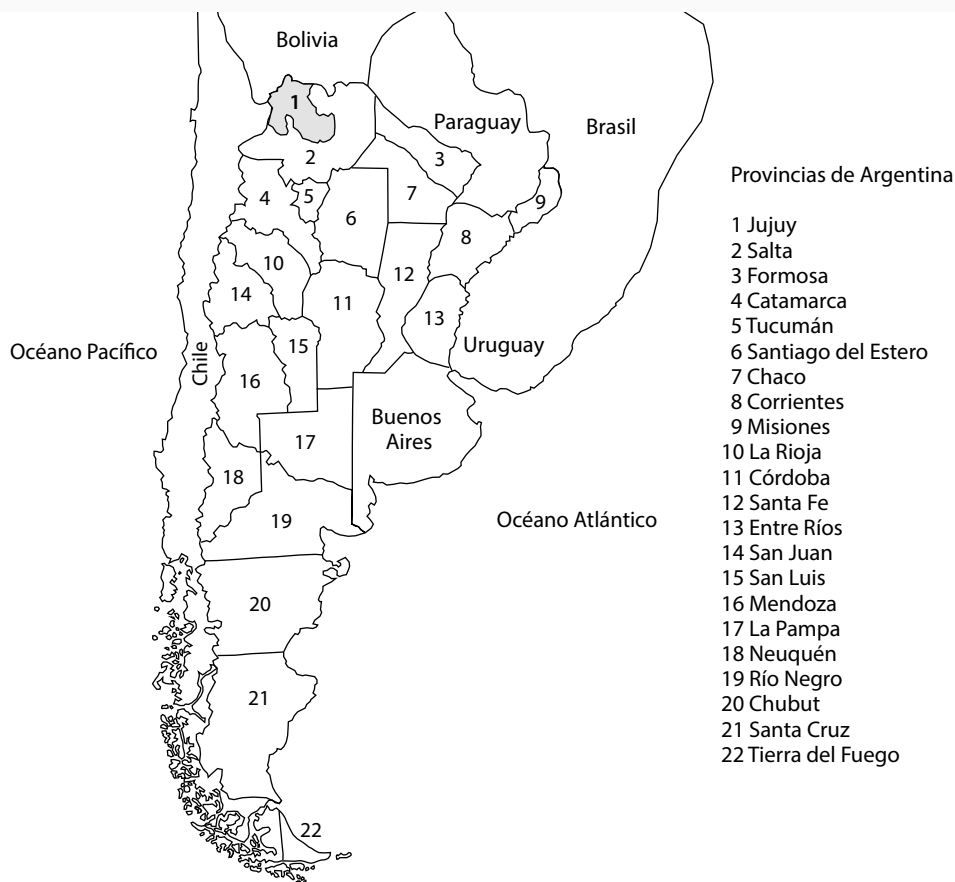 Bolivia
1
Paraguay
Brasil
2
3
Provincias de Argentina
4
5
7
9
6
8
1 Jujuy
2 Salta
10
12
3 Formosa
14
11
4 Catamarca
13
5 Tucumán
Océano Pacífico
Chile
15
Uruguay
6 Santiago del Estero
16
7 Chaco
8 Corrientes
Buenos
Aires
9 Misiones
17
10 La Rioja
18
11 Córdoba
19
Océano Atlántico
12 Santa Fe
13 Entre Ríos
14 San Juan
15 San Luis
20
16 Mendoza
17 La Pampa
18 Neuquén
19 Río Negro
21
20 Chubut
21 Santa Cruz
22 Tierra del Fuego
22